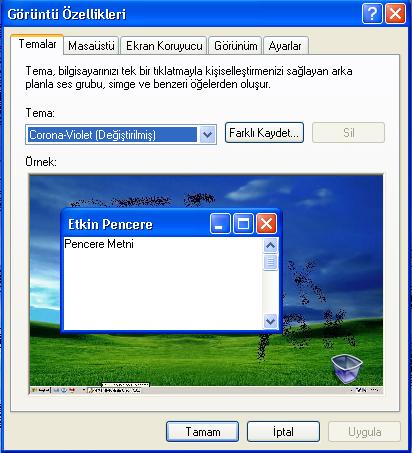 Görüntü Özellikleri
Temalar Masaüstü Ekran Koruyucu Görünüm Ayarlar
Tema, bilgisayarınızı tek bir tıklatmayla kişiselleştirmenizi sağlayan arka
planla ses grubu, simge ve benzeri öğelerden oluşur.
Tema:
Corona-Violet (Değiştirilmiş) Farklı Kaydet... Sil
Örnek:
Etkin Pencere
Pencere Metni
Tamam İptal Uygula